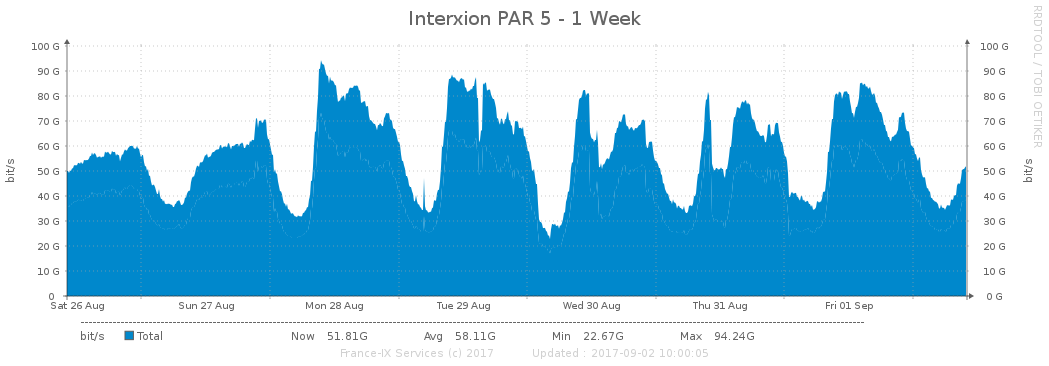 Interxion PAR 5 - 1 Week
RRDTOOL / TOBI OETIKER
100 G 100 G
90 G 90 G
80 G 80 G
70 G 70 G
60 G 60 G
50 G 50 G
40 G 40 G
30 G 30 G
20 G 20 G
10 G 10 G
0 0 G
bit/s bit/s
Sat 26 Aug Sun 27 Aug Mon 28 Aug Tue 29 Aug Wed 30 Aug Thu 31 Aug Fri 01 Sep
bit/s Total Now 51.81G Avg 58.11G Min 22.67G Max 94.24G
France-IX Services (c) 2017 Updated : 2017-09-02 10:00:05